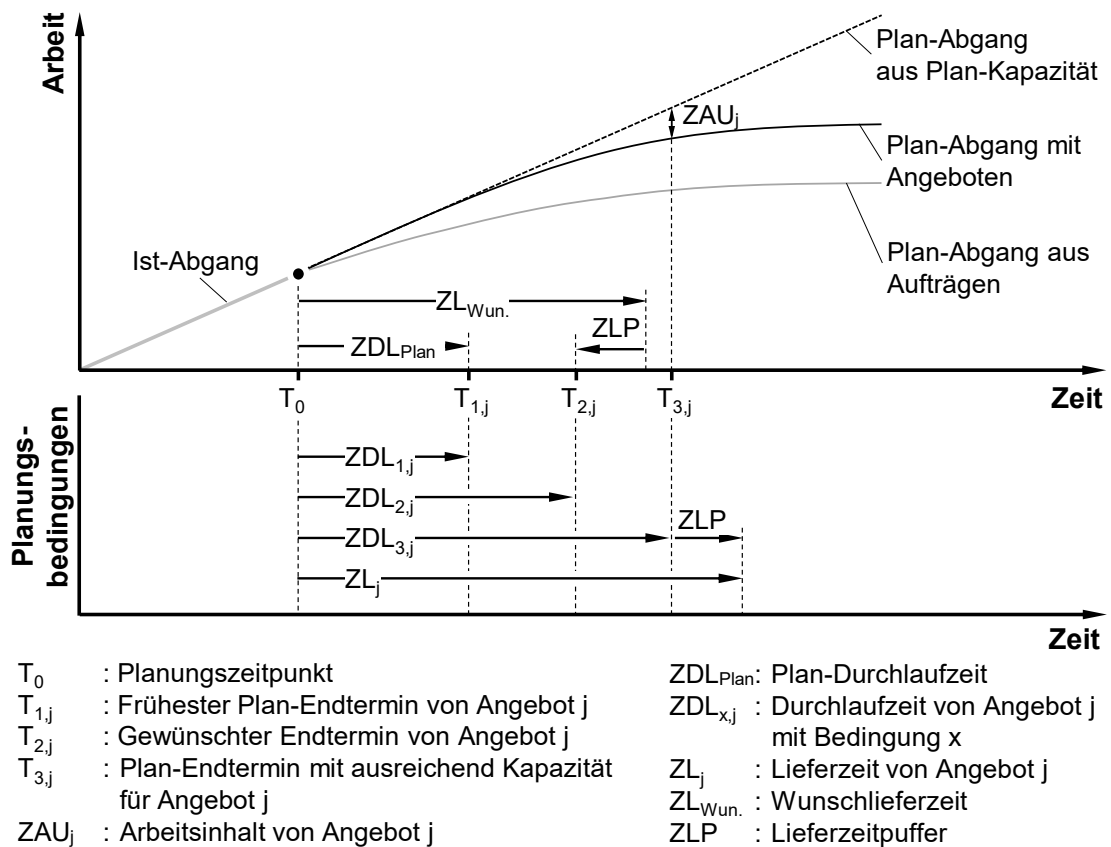 Arbeit
Plan-Abgang
aus Plan-Kapazität
ZAUj
Plan-Abgang mit
Angeboten
Ist-Abgang
Plan-Abgang aus
Aufträgen
ZLWun.
ZLP
ZDLPlan
T0
T1,j
T2,j
T3,j
Zeit
Planungs-
bedingungen
ZDL1,j
ZDL2,j
ZLP
ZDL3,j
ZLj
Zeit
T0 : Planungszeitpunkt
T1,j : Frühester Plan-Endtermin von Angebot j
T2,j : Gewünschter Endtermin von Angebot j
T3,j : Plan-Endtermin mit ausreichend Kapazität
für Angebot j
ZAUj : Arbeitsinhalt von Angebot j
ZDLPlan: Plan-Durchlaufzeit
ZDLx,j : Durchlaufzeit von Angebot j
mit Bedingung x
ZLj : Lieferzeit von Angebot j
ZLWun. : Wunschlieferzeit
ZLP : Lieferzeitpuffer